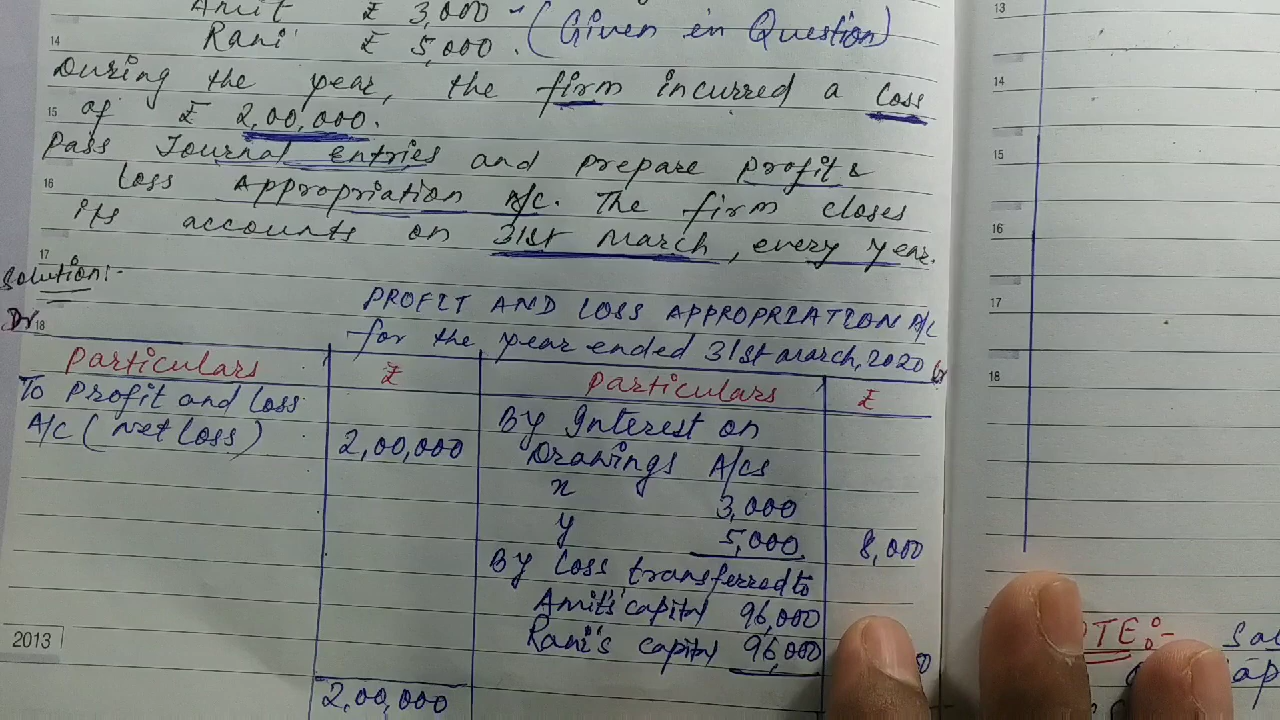 Amit ₹ 3,000 -
Rani ₹ 5,000. (Given in Question)
During the year, the firm incurred a loss
of ₹ 2,00,000.
Pass Journal entries and prepare profit &
loss Appropriation A/c. The firm closes
its accounts on 31st March, every year.
Solution:-
PROFIT AND LOSS APPROPRIATION A/C
Dr for the year ended 31st March, 2020 Cr
Particulars ₹ Particulars ₹
To Profit and Loss By Interest on
A/c (Net Loss) 2,00,000 Drawings A/cs
x 3,000
y 5,000 8,000
By Loss transferred to
Amit's capital 96,000
Rani's capital 96,000
2,00,000
13
14
15
16
17
18
2013
14
15
16
17
18
NOTE:-